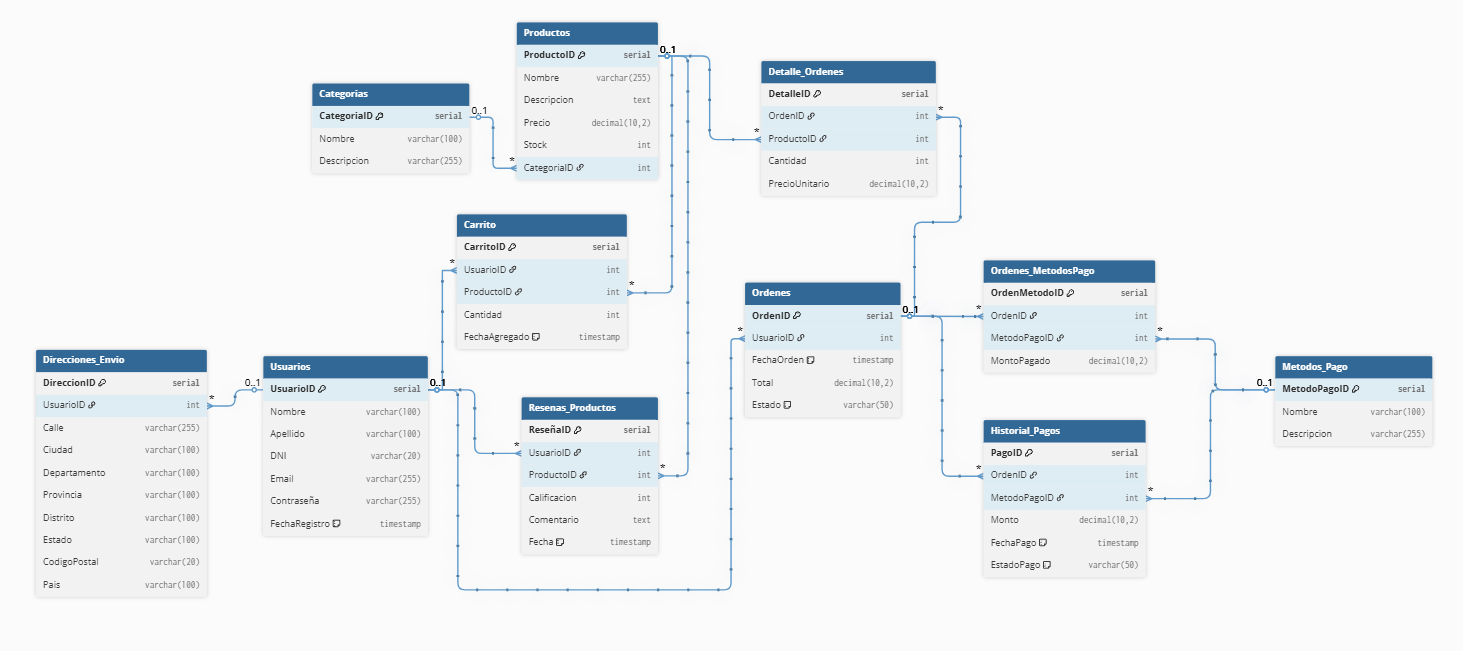 Productos
ProductoID serial
Nombre varchar(255)
Descripcion text
Precio decimal(10,2)
Stock int
CategoriaID int
0..1
*
Detalle_Ordenes
DetalleID serial
OrdenID int
ProductoID int
Cantidad int
PrecioUnitario decimal(10,2)
*
*
Categorias
CategoriaID serial
Nombre varchar(100)
Descripcion varchar(255)
0..1
Carrito
CarritoID serial
UsuarioID int
ProductoID int
Cantidad int
FechaAgregado timestamp
*
*
Ordenes_MetodosPago
OrdenMetodoID serial
OrdenID int
MetodoPagoID int
MontoPagado decimal(10,2)
*
*
Ordenes
OrdenID serial
UsuarioID int
FechaOrden timestamp
Total decimal(10,2)
Estado varchar(50)
0..1
*
Direcciones_Envio
DireccionID serial
UsuarioID int
Calle varchar(255)
Ciudad varchar(100)
Departamento varchar(100)
Provincia varchar(100)
Distrito varchar(100)
Estado varchar(100)
CodigoPostal varchar(20)
Pais varchar(100)
*
0..1
Usuarios
UsuarioID serial
Nombre varchar(100)
Apellido varchar(100)
DNI varchar(20)
Email varchar(255)
Contraseña varchar(255)
FechaRegistro timestamp
0..1
Resenas_Productos
ReseñaID serial
UsuarioID int
ProductoID int
Calificacion int
Comentario text
Fecha timestamp
*
*
Metodos_Pago
MetodoPagoID serial
Nombre varchar(100)
Descripcion varchar(255)
0..1
Historial_Pagos
PagoID serial
OrdenID int
MetodoPagoID int
Monto decimal(10,2)
FechaPago timestamp
EstadoPago varchar(50)
*
*